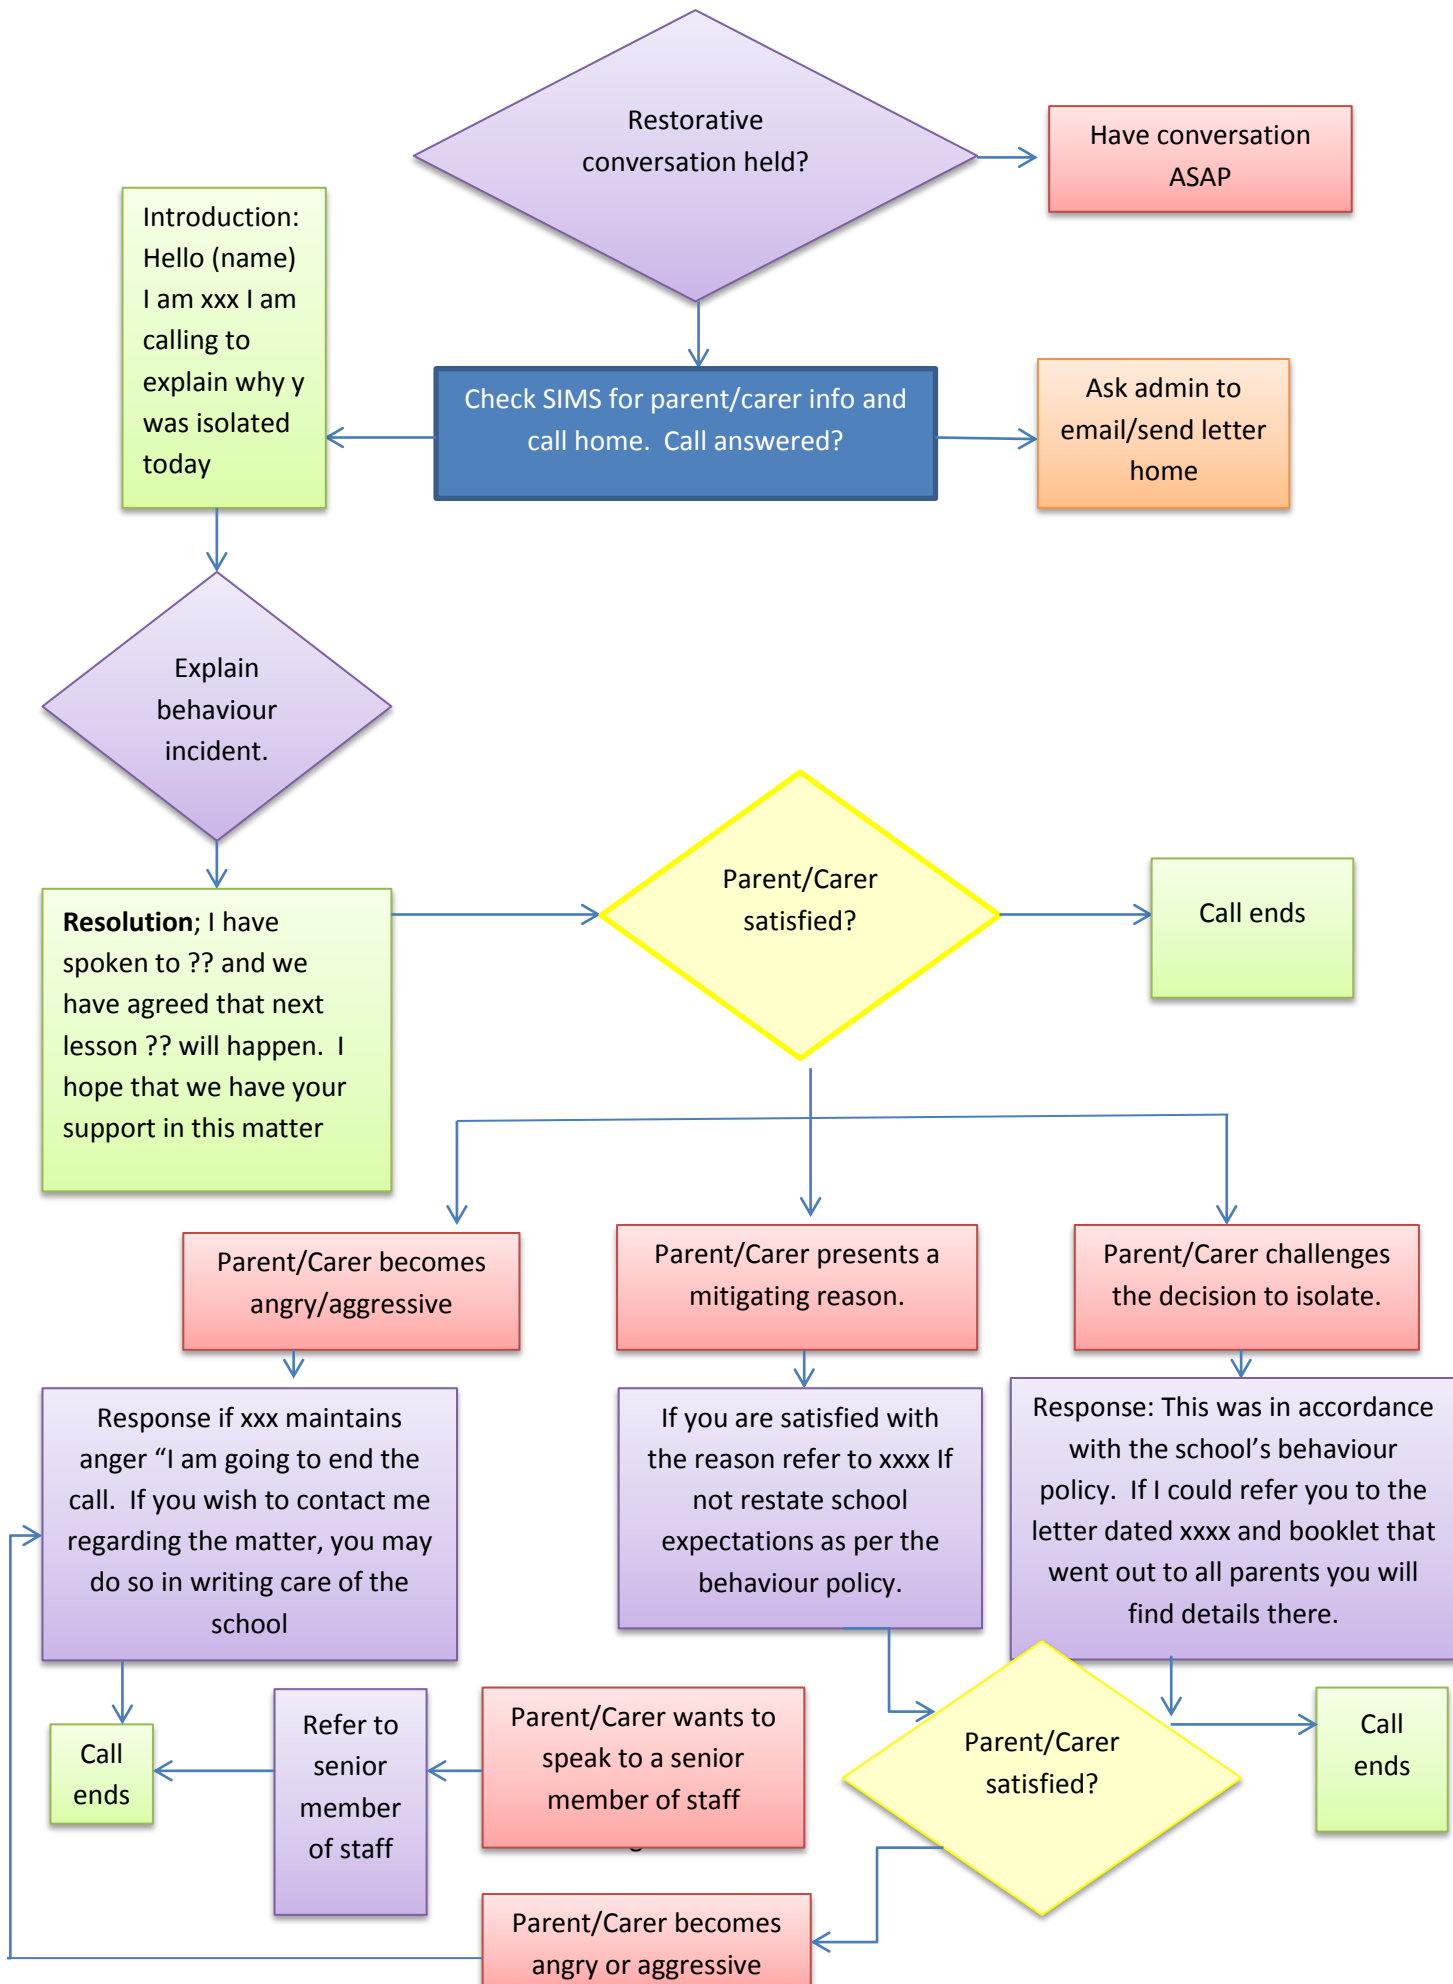 Restorative
conversation held?
Have conversation
ASAP
Introduction:
Hello (name)
I am xxx I am
calling to
explain why y
was isolated
today
Check SIMS for parent/carer info and
call home.  Call answered?
Ask admin to
email/send letter
home
Explain
behaviour
incident.
Resolution; I have
spoken to ?? and we
have agreed that next
lesson ?? will happen.  I
hope that we have your
support in this matter
Parent/Carer
satisfied?
Call ends
Parent/Carer becomes
angry/aggressive
Parent/Carer presents a
mitigating reason.
Parent/Carer challenges
the decision to isolate.
Response if xxx maintains
anger “I am going to end the
call.  If you wish to contact me
regarding the matter, you may
do so in writing care of the
school
If you are satisfied with
the reason refer to xxxx If
not restate school
expectations as per the
behaviour policy.
Response: This was in accordance
with the school’s behaviour
policy.  If I could refer you to the
letter dated xxxx and booklet that
went out to all parents you will
find details there.
Call
ends
Refer to
senior
member
of staff
Parent/Carer wants to
speak to a senior
member of staff
Parent/Carer
satisfied?
Call
ends
Parent/Carer becomes
angry or aggressive